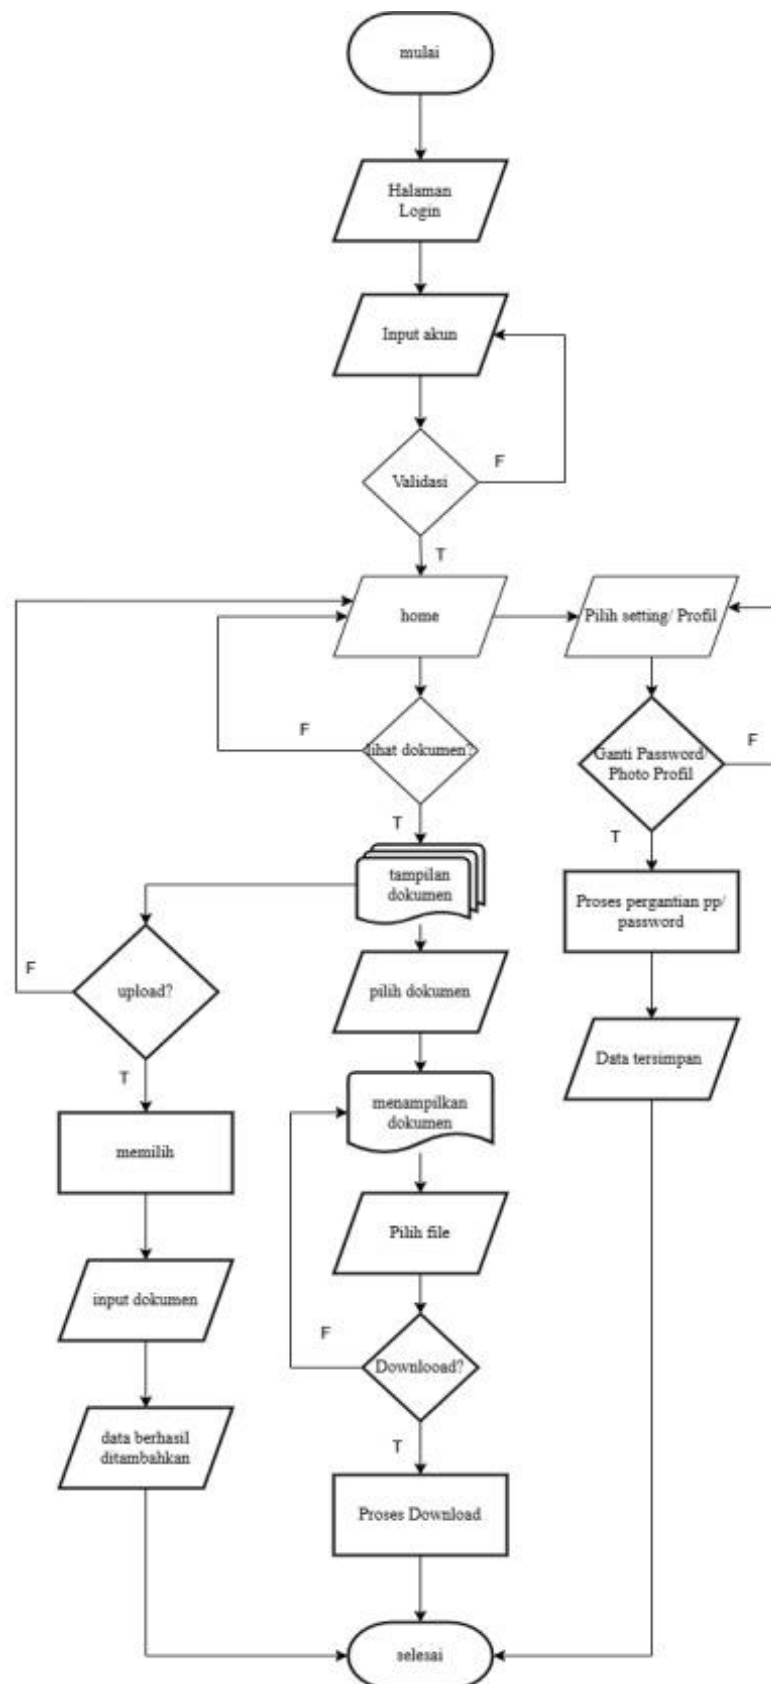 mulai
Halaman
Login
Input akun
Validasi
F
T
home
Pilih setting/ Profil
F
lihat dokumen?
T
Ganti Password/
Photo Profil
F
T
tampilan
dokumen
Proses pergantian pp/
password
upload?
F
T
pilih dokumen
Data tersimpan
menampilkan
dokumen
memilih
Pilih file
input dokumen
F
Downlooad?
T
data berhasil
ditambahkan
Proses Download
selesai